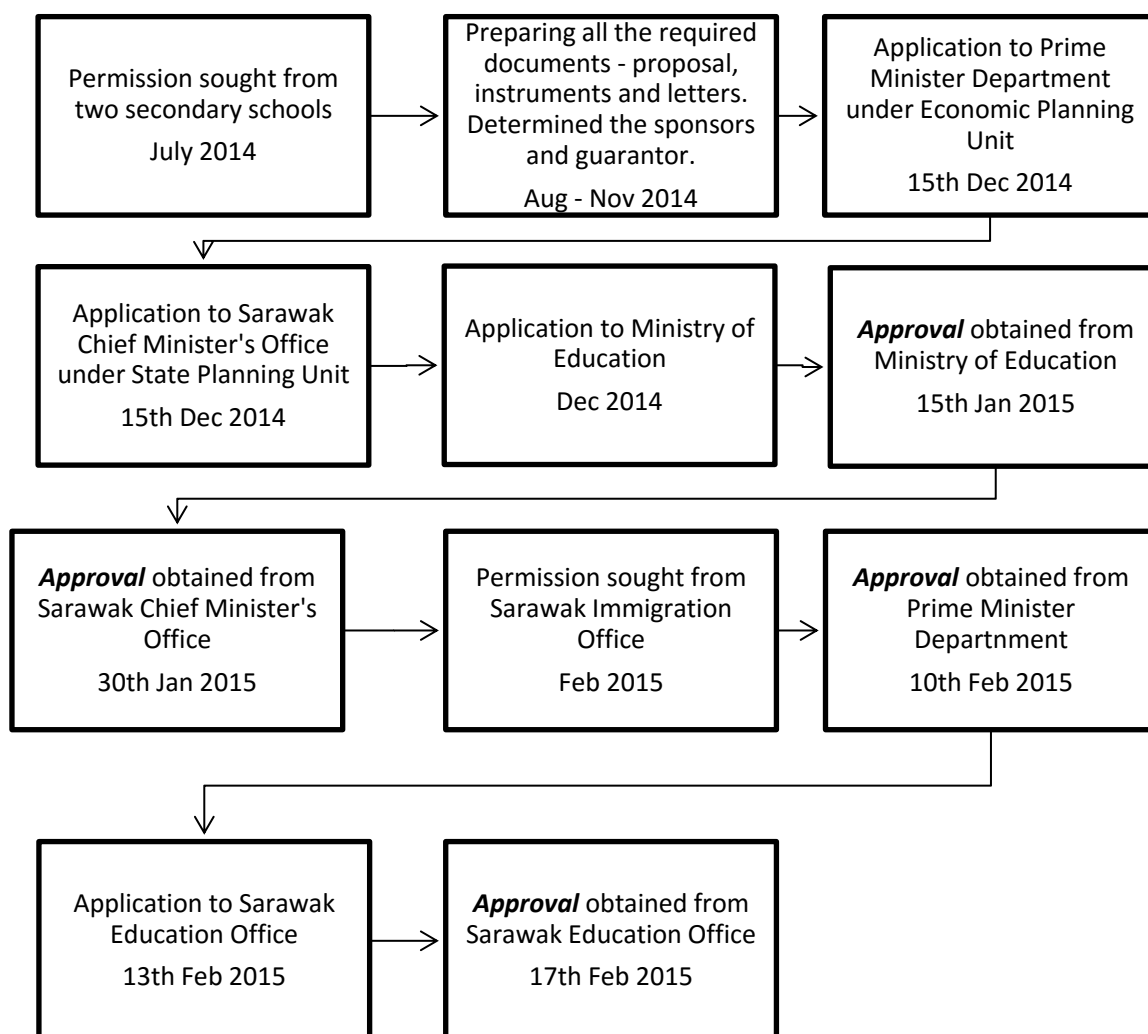 Permission sought from
two secondary schools
July 2014
Preparing all the required
documents - proposal,
instruments and letters.
Determined the sponsors
and guarantor.
Aug - Nov 2014
Application to Prime
Minister Department
under Economic Planning
Unit
15th Dec 2014
Application to Sarawak
Chief Minister's Office
under State Planning Unit
15th Dec 2014
Application to Ministry of
Education
Dec 2014
Approval obtained from
Ministry of Education
15th Jan 2015
Approval obtained from
Sarawak Chief Minister's
Office
30th Jan 2015
Permission sought from
Sarawak Immigration
Office
Feb 2015
Approval obtained from
Prime Minister
Departnment
10th Feb 2015
Application to Sarawak
Education Office
13th Feb 2015
Approval obtained from
Sarawak Education Office
17th Feb 2015